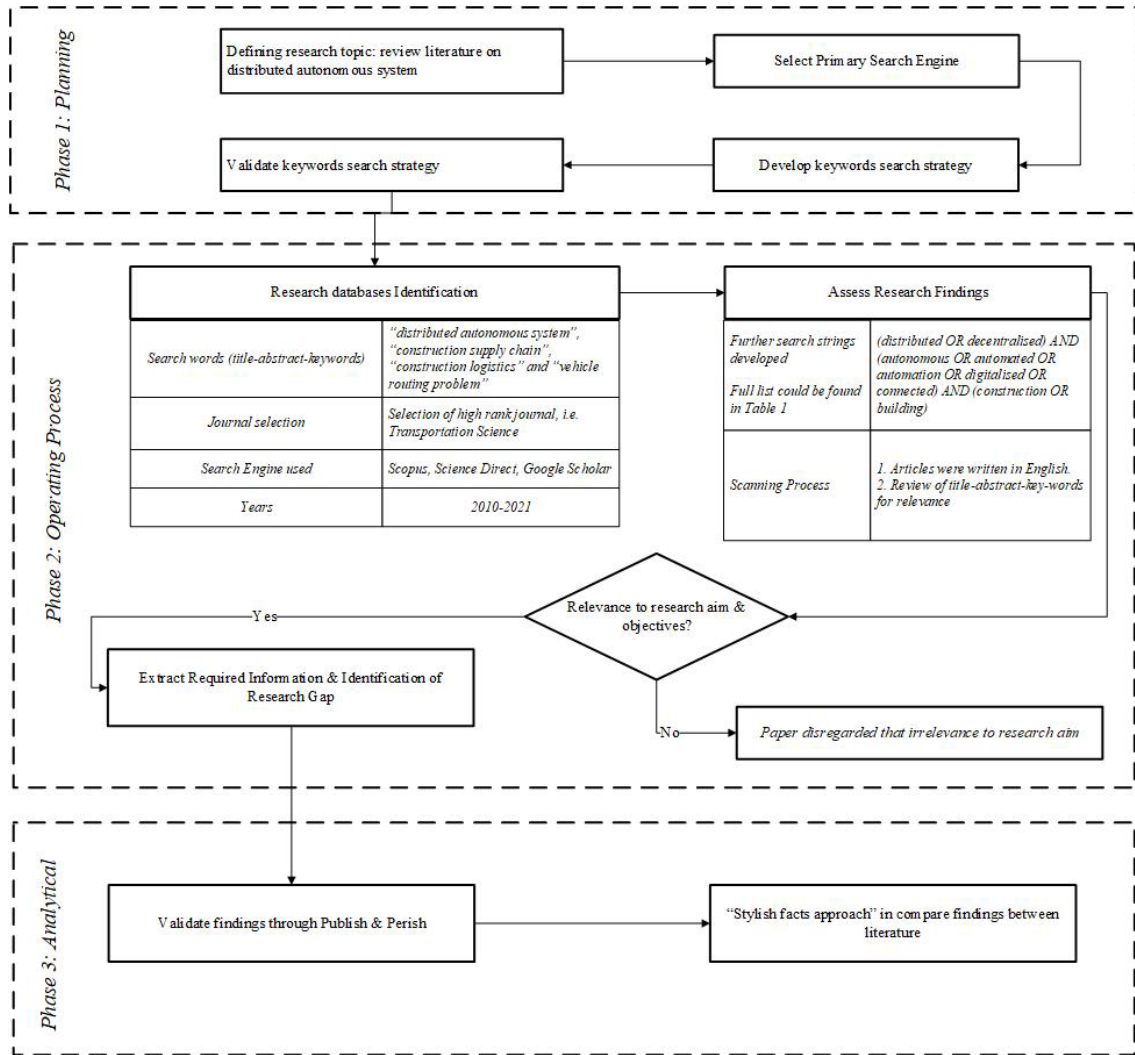 Phase 1: Planning
Defining research topic: review literature on
distributed autonomous system
Select Primary Search Engine
Validate keywords search strategy
Develop keywords search strategy
Phase 2: Operating Process
Research databases Identification
Search words (title-abstract-keywords)
“distributed autonomous system”,
“construction supply chain”,
“construction logistics” and “vehicle
routing problem”
Journal selection
Selection of high rank journal, i.e.
Transportation Science
Search Engine used
Scopus, Science Direct, Google Scholar
Years
2010-2021
Assess Research Findings
Further search strings
developed
Full list could be found
in Table 1
(distributed OR decentralised) AND
(autonomous OR automated OR
automation OR digitalised OR
connected) AND (construction OR
building)
Scanning Process
1. Articles were written in English.
2. Review of title-abstract-key-words
for relevance
Relevance to research aim &
objectives?
Yes
Extract Required Information & Identification of
Research Gap
No
Paper disregarded that irrelevance to research aim
Phase 3: Analytical
Validate findings through Publish & Perish
“Stylish facts approach” in compare findings between
literature